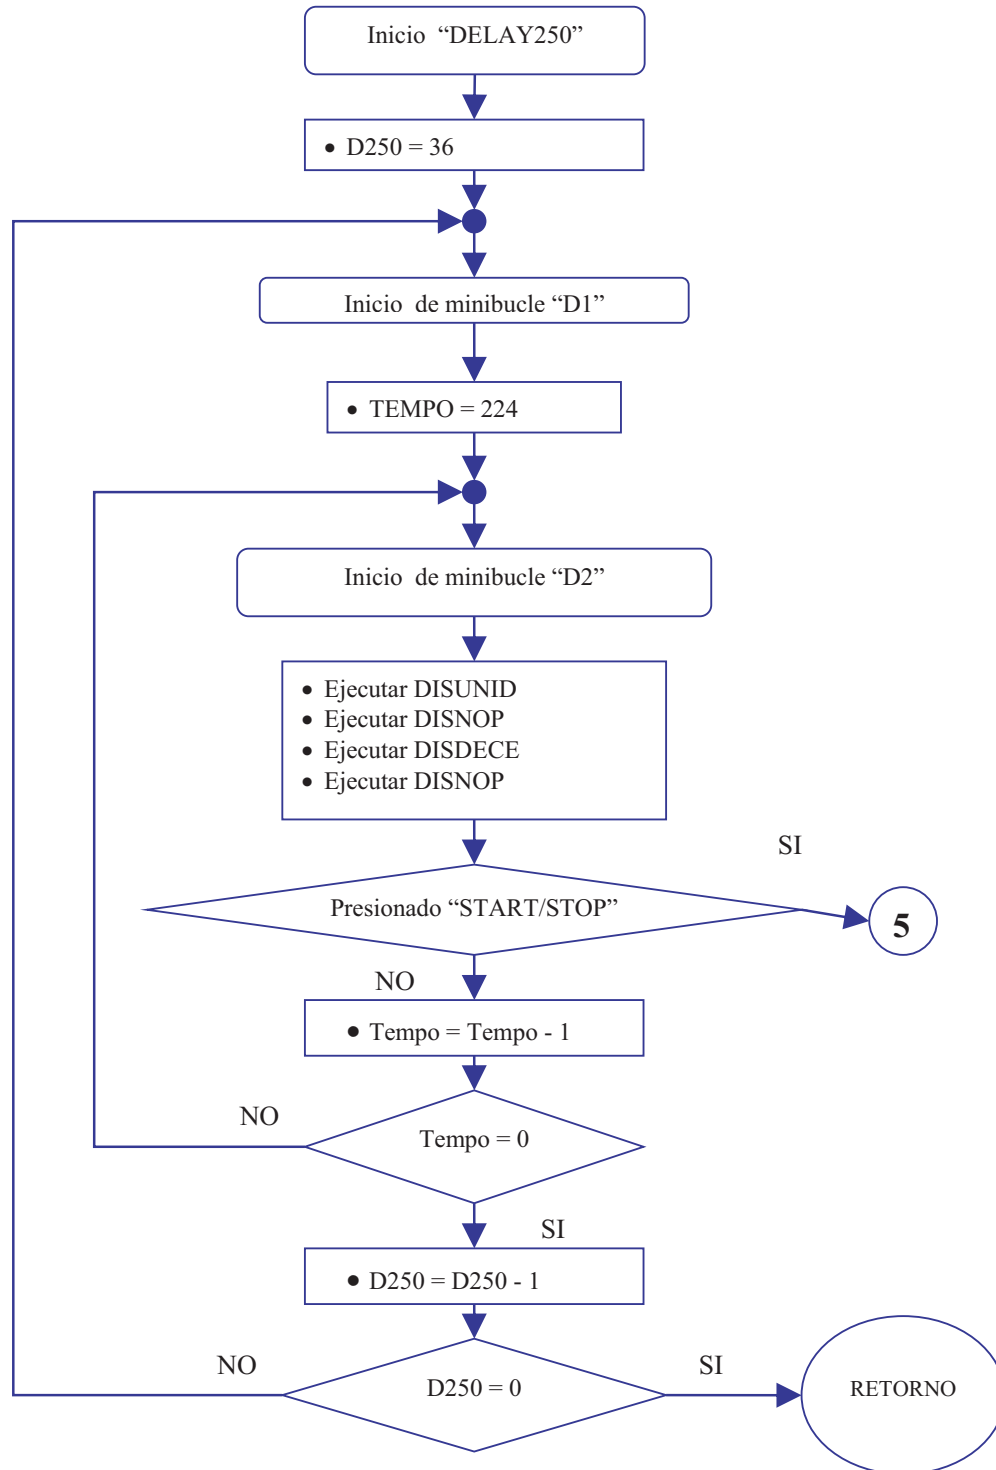 Inicio “DELAY250”
• D250 = 36
Inicio de minibucle “D1”
• TEMPO = 224
Inicio de minibucle “D2”
• Ejecutar DISUNID
• Ejecutar DISNOP
• Ejecutar DISDECE
• Ejecutar DISNOP
SI
Presionado “START/STOP”
5
NO
• Tempo = Tempo - 1
NO
Tempo = 0
SI
• D250 = D250 - 1
NO
D250 = 0
SI
RETORNO